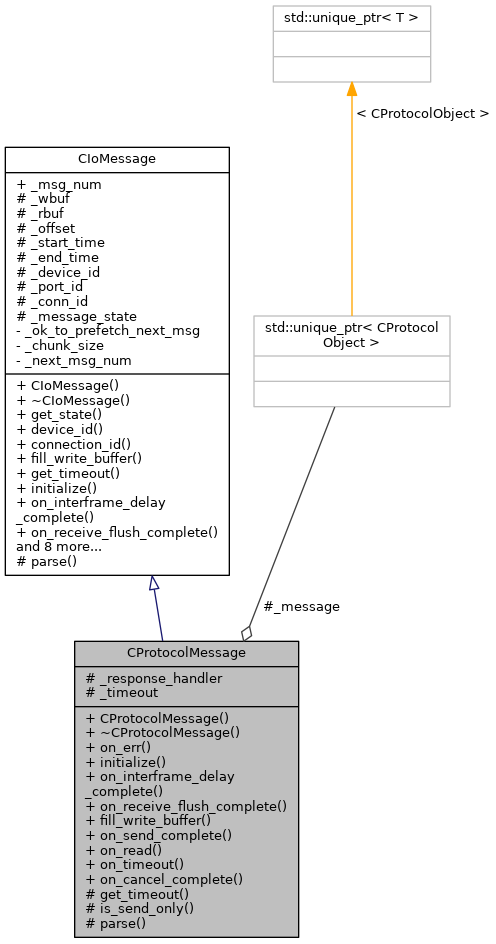 std::unique_ptr< T >
< CProtocolObject >
CIoMessage
+ _msg_num
# _wbuf
# _rbuf
# _offset
# _start_time
# _end_time
# _device_id
# _port_id
# _conn_id
# _message_state
- _ok_to_prefetch_next_msg
- _chunk_size
- _next_msg_num
+ CIoMessage()
+ ~CIoMessage()
+ get_state()
+ device_id()
+ connection_id()
+ fill_write_buffer()
+ get_timeout()
+ initialize()
+ on_interframe_delay
_complete()
+ on_receive_flush_complete()
and 8 more...
# parse()
std::unique_ptr< CProtocol
Object >
#_message
CProtocolMessage
# _response_handler
# _timeout
+ CProtocolMessage()
+ ~CProtocolMessage()
+ on_err()
+ initialize()
+ on_interframe_delay
_complete()
+ on_receive_flush_complete()
+ fill_write_buffer()
+ on_send_complete()
+ on_read()
+ on_timeout()
+ on_cancel_complete()
# get_timeout()
# is_send_only()
# parse()